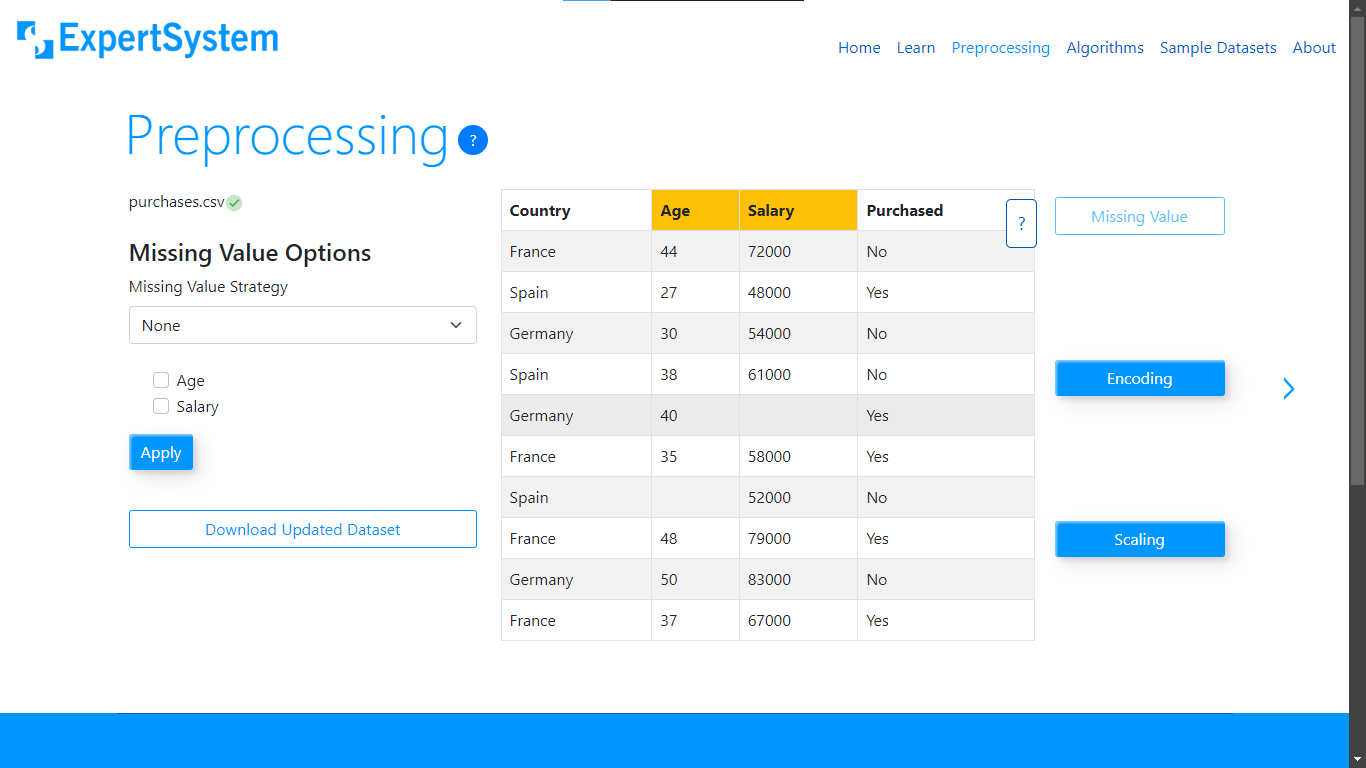 ExpertSystem
Home Learn Preprocessing Algorithms Sample Datasets About
Preprocessing ?
purchases.csv
Missing Value Options
Missing Value Strategy
None
Age
Salary
Apply
Download Updated Dataset
Country Age Salary Purchased
?
France 44 72000 No
Spain 27 48000 Yes
Germany 30 54000 No
Spain 38 61000 No
Germany 40 Yes
France 35 58000 Yes
Spain 52000 No
France 48 79000 Yes
Germany 50 83000 No
France 37 67000 Yes
Missing Value
Encoding
Scaling